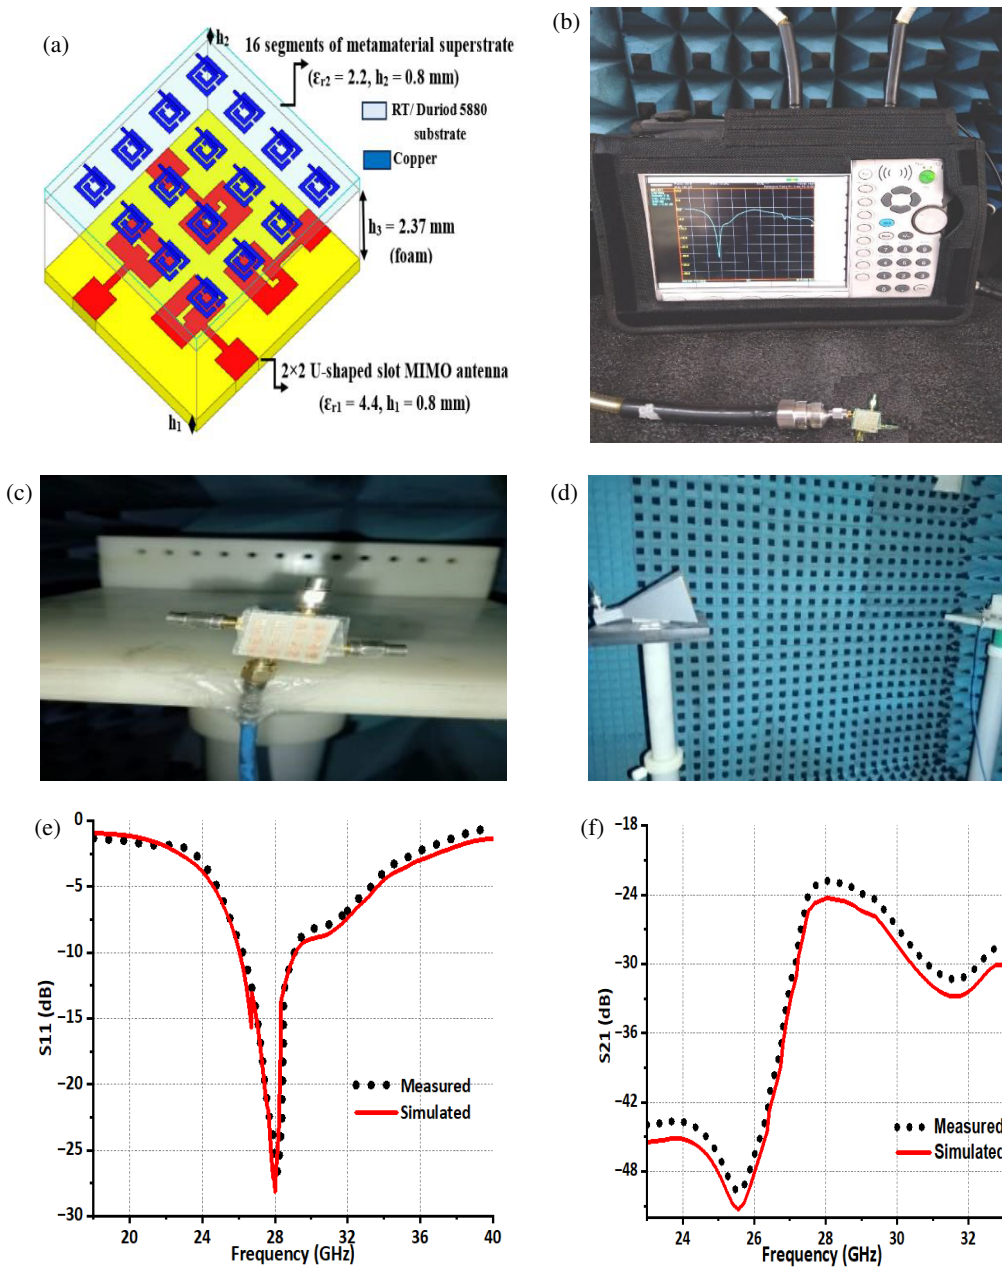 (a)
h₂
16 segments of metamaterial superstrate
(εr2 = 2.2, h₂ = 0.8 mm)
RT/ Duriod 5880
substrate
Copper
h₃ = 2.37 mm
(foam)
2×2 U-shaped slot MIMO antenna
(εr1 = 4.4, h₁ = 0.8 mm)
h₁
(b)
(c)
(d)
(e)
0
−5
−10
−15
−20
−25
−30
S11 (dB)
Measured
Simulated
20 24 28 32 36 40
Frequency (GHz)
(f)
−18
−24
−30
−36
−42
−48
S21 (dB)
Measured
Simulated
24 26 28 30 32
Frequency (GHz)